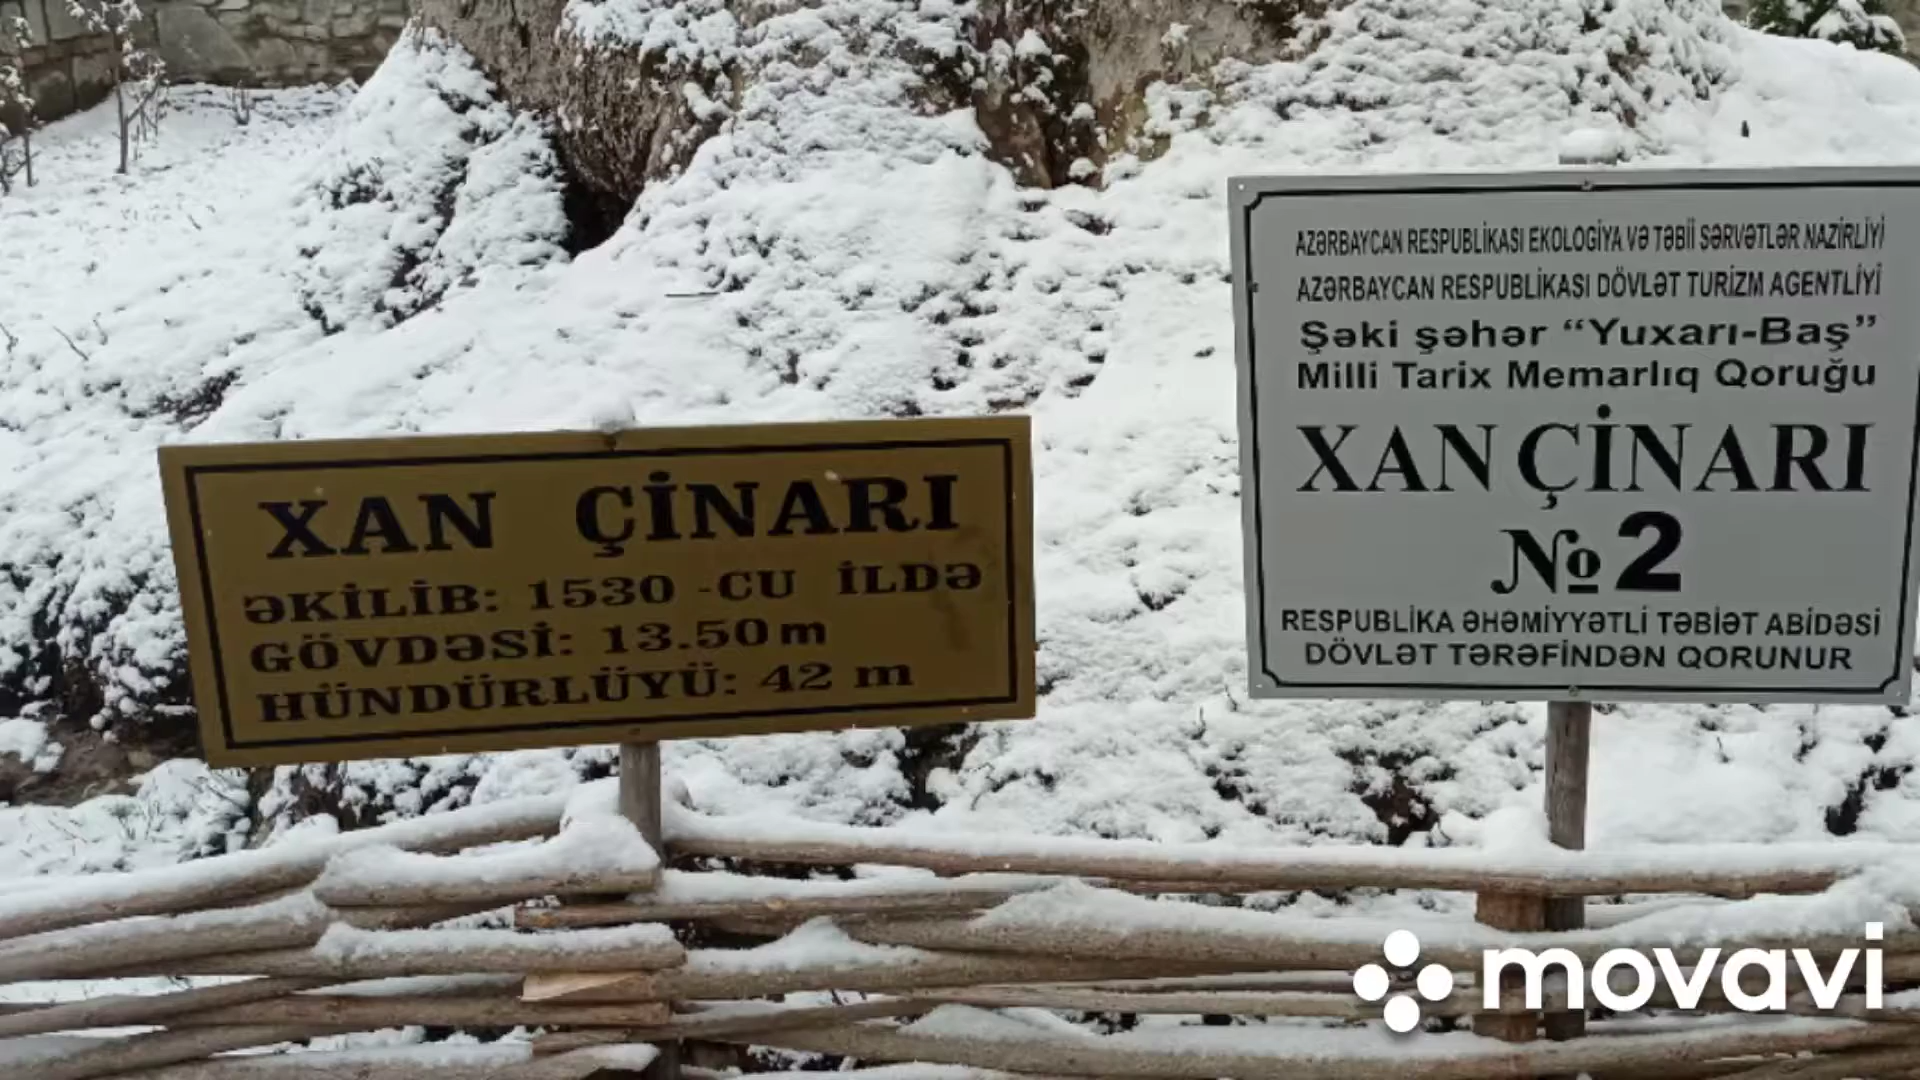 XAN ÇİNARI
ƏKİLİB: 1530 -CU İLDƏ
GÖVDƏSİ: 13.50m
HÜNDÜRLÜYÜ: 42 m
AZƏRBAYCAN RESPUBLİKASI EKOLOGİYA VƏ TƏBİİ SƏRVƏTLƏR NAZİRLİYİ
AZƏRBAYCAN RESPUBLİKASI DÖVLƏT TURİZM AGENTLİYİ
Şəki şəhər “Yuxarı-Baş”
Milli Tarix Memarlıq Qoruğu
XAN ÇİNARI
№ 2
RESPUBLİKA ƏHƏMİYYƏTLİ TƏBİƏT ABİDƏSİ
DÖVLƏT TƏRƏFİNDƏN QORUNUR
movavi